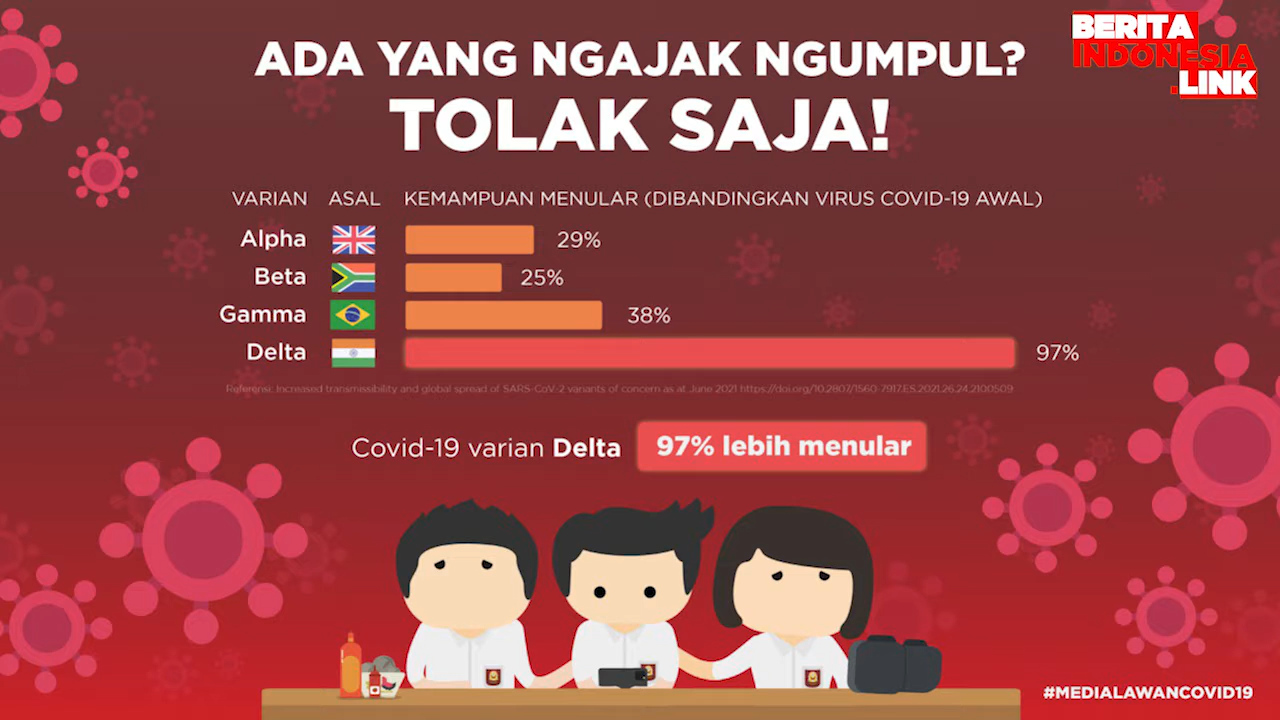 BERITA
INDONESIA
.LINK
ADA YANG NGAJAK NGUMPUL?
TOLAK SAJA!
VARIAN ASAL KEMAMPUAN MENULAR (DIBANDINGKAN VIRUS COVID-19 AWAL)
Alpha 29%
Beta 25%
Gamma 38%
Delta 97%
Referensi: Increased transmissibility and global spread of SARS-CoV-2 variants of concern as at June 2021 https://doi.org/10.2807/1560-7917.ES.2021.26.24.2100509
Covid-19 varian Delta 97% lebih menular
#MEDIALAWANCOVID19